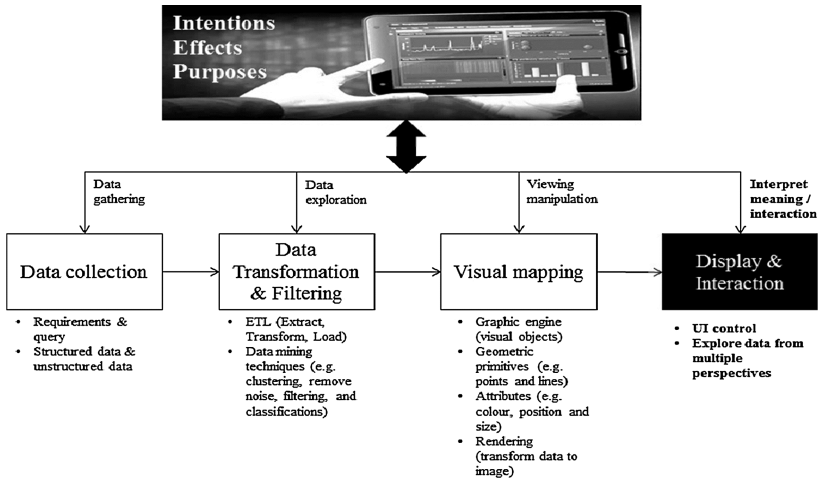 Intentions
Effects
Purposes
Data
gathering
Data
exploration
Viewing
manipulation
Interpret
meaning /
interaction
Data collection
Data
Transformation
& Filtering
Visual mapping
Display &
Interaction
• Requirements &
query
• Structured data &
unstructured data
• ETL (Extract,
Transform, Load)
• Data mining
techniques (e.g.
clustering, remove
noise, filtering, and
classifications)
• Graphic engine
(visual objects)
• Geometric
primitives (e.g.
points and lines)
• Attributes (e.g.
colour, position and
size)
• Rendering
(transform data to
image)
• UI control
• Explore data from
multiple
perspectives